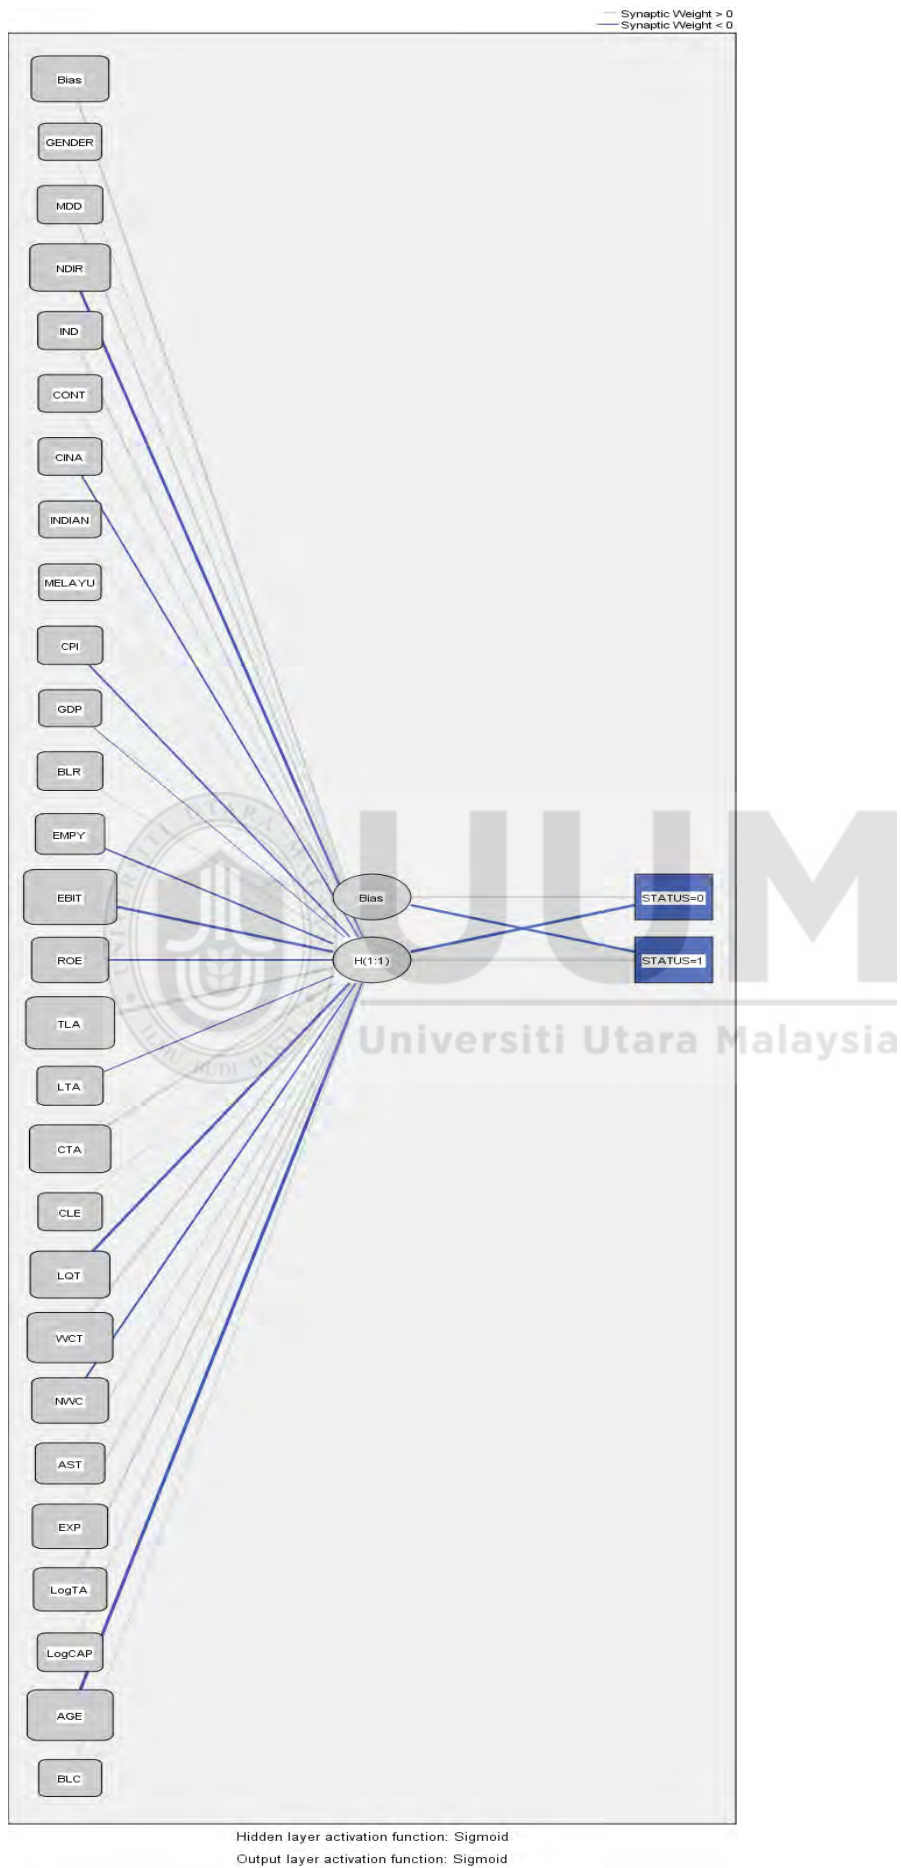 Synaptic Weight > 0
Synaptic Weight < 0
Bias
GENDER
MDD
NDIR
IND
CONT
CINA
INDIAN
MELAYU
CPI
GDP
BLR
EMPY
EBIT
ROE
TLA
LTA
CTA
CLE
LQT
WCT
NWC
AST
EXP
LogTA
LogCAP
AGE
BLC
Bias
H(1:1)
STATUS=0
STATUS=1
UUM
Universiti Utara Malaysia
Hidden layer activation function: Sigmoid
Output layer activation function: Sigmoid